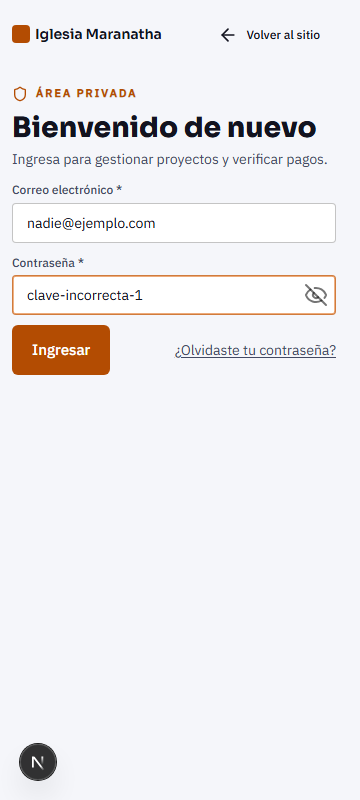 Iglesia Maranatha
Volver al sitio
ÁREA PRIVADA
Bienvenido de nuevo
Ingresa para gestionar proyectos y verificar pagos.
Correo electrónico *
nadie@ejemplo.com
Contraseña *
clave-incorrecta-1
Ingresar
¿Olvidaste tu contraseña?
N